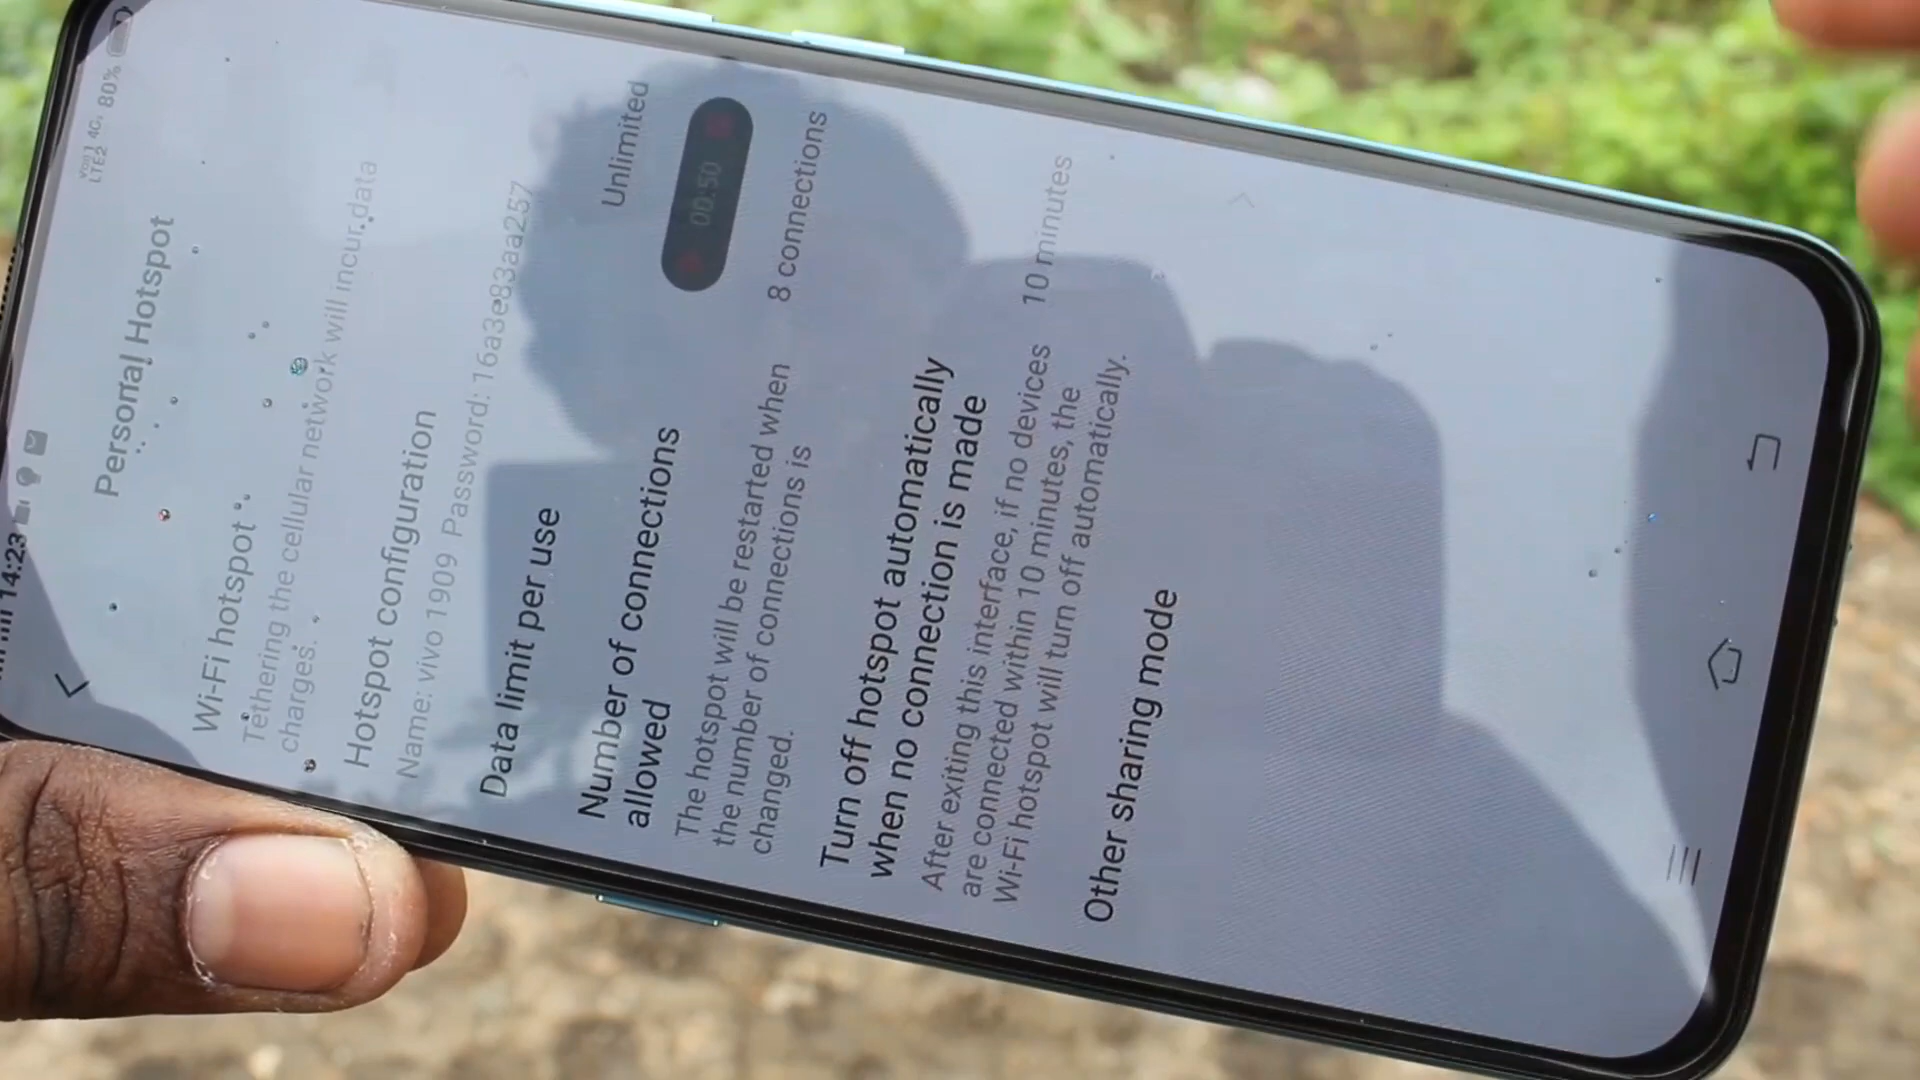 14:23
4G 80%
LTE2
Personal Hotspot
Wi-Fi hotspot
Tethering the cellular network will incur data
charges.
Hotspot configuration
Name: vivo 1909 Password:16a3e83aa257
Data limit per use Unlimited
Number of connections
allowed
The hotspot will be restarted when
the number of connections is
changed.
8 connections
00:50
Turn off hotspot automatically
when no connection is made
After exiting this interface, if no devices
are connected within 10 minutes, the
Wi-Fi hotspot will turn off automatically.
10 minutes
Other sharing mode